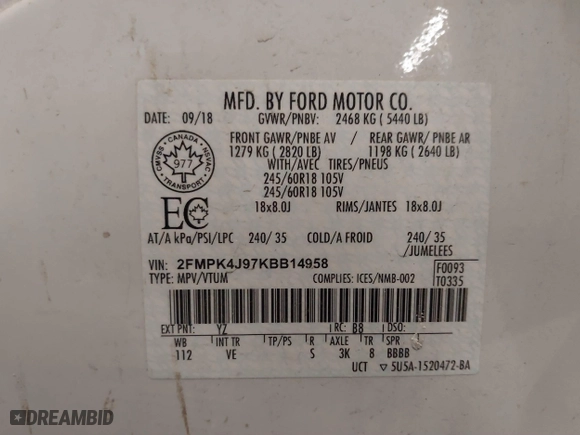 MFD. BY FORD MOTOR CO.
DATE: 09/18 GVWR/PNBV: 2468 KG ( 5440 LB)
FRONT GAWR/PNBE AV / REAR GAWR/ PNBE AR
1279 KG ( 2820 LB) 1198 KG ( 2640 LB)
WITH/AVEC TIRES/PNEUS
245/60R18 105V
245/60R18 105V
CANADA
CMVSS NSVAC
977
TRANSPORT
EC
18x8.0J RIMS/JANTES 18x8.0J
AT/A kPa/PSI/LPC 240/ 35 COLD/A FROID 240/ 35
/JUMELEES
VIN: 2FMPK4J97KBB14958 F0093
TYPE: MPV/VTUM COMPLIES: ICES/NMB-002 T0335
EXT PNT: YZ RC: B8 DSO:
WB INT TR TP/PS R AXLE TR SPR
112 VE S 3K 8 BBBB
UCT ▽ 5U5A-1520472-BA
DREAMBID